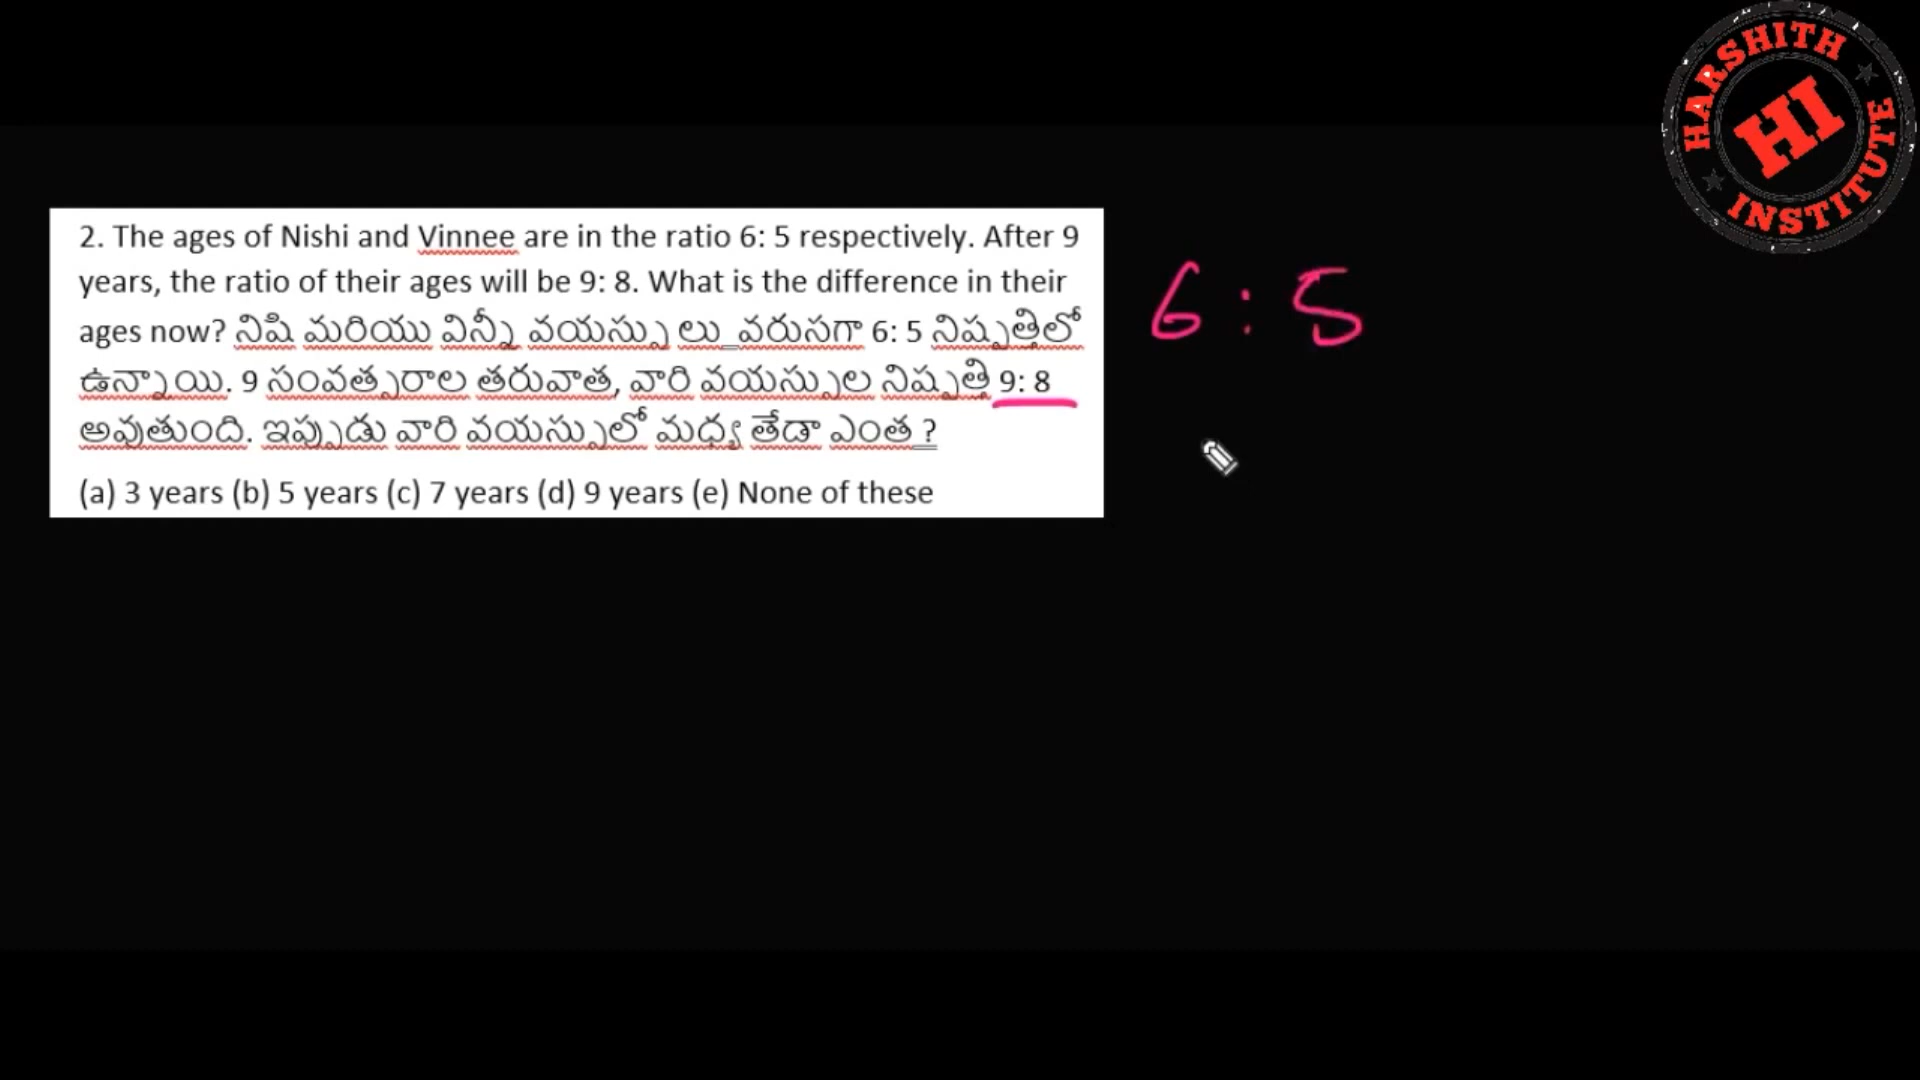 HARSHITH
HI
INSTITUTE
2. The ages of Nishi and Vinnee are in the ratio 6: 5 respectively. After 9
years, the ratio of their ages will be 9: 8. What is the difference in their
ages now? నిషి మరియు విన్నీ వయస్సు లు వరుసగా 6: 5 నిష్పత్తిలో
ఉన్నాయి. 9 సంవత్సరాల తరువాత, వారి వయస్సుల నిష్పత్తి 9: 8
అవుతుంది. ఇప్పుడు వారి వయస్సులో మధ్య తేడా ఎంత ?
(a) 3 years (b) 5 years (c) 7 years (d) 9 years (e) None of these
6 : 5